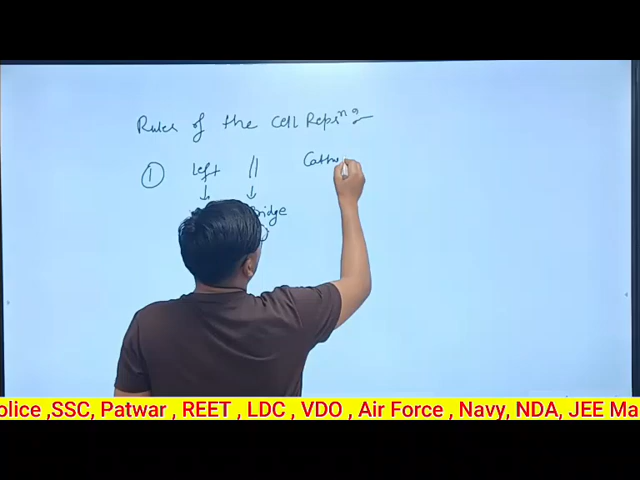 Rules of the Cell Reprsn
① Left || Cath
Bridge
olice ,SSC, Patwar , REET , LDC , VDO , Air Force , Navy, NDA, JEE Ma